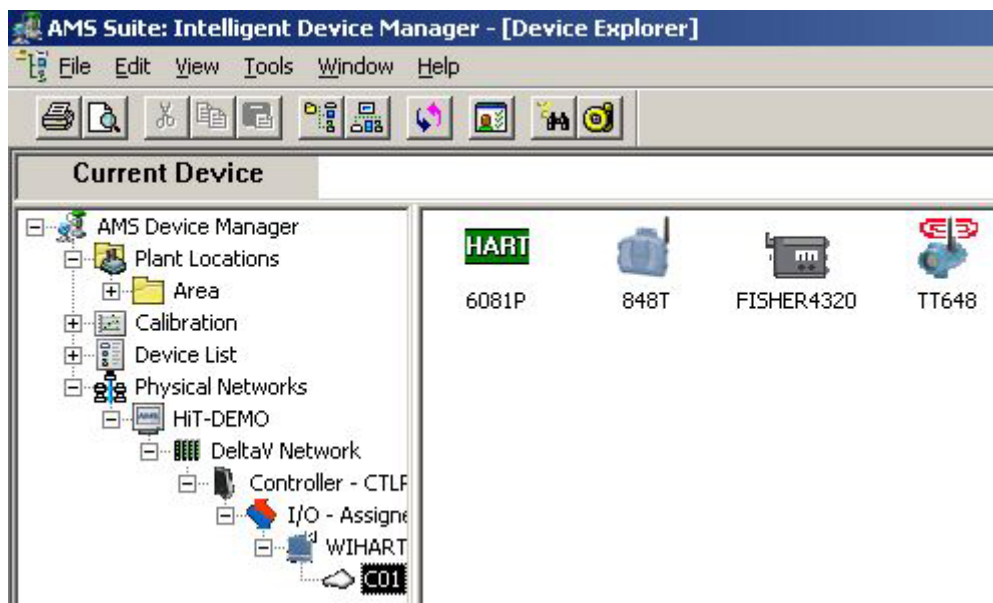 AMS Suite: Intelligent Device Manager - [Device Explorer]
File Edit View Tools Window Help
Current Device
AMS Device Manager
Plant Locations
Area
Calibration
Device List
Physical Networks
HiT-DEMO
DeltaV Network
Controller - CTLF
I/O - Assigne
WIHART
C01
HART
6081P
848T
FISHER4320
TT648